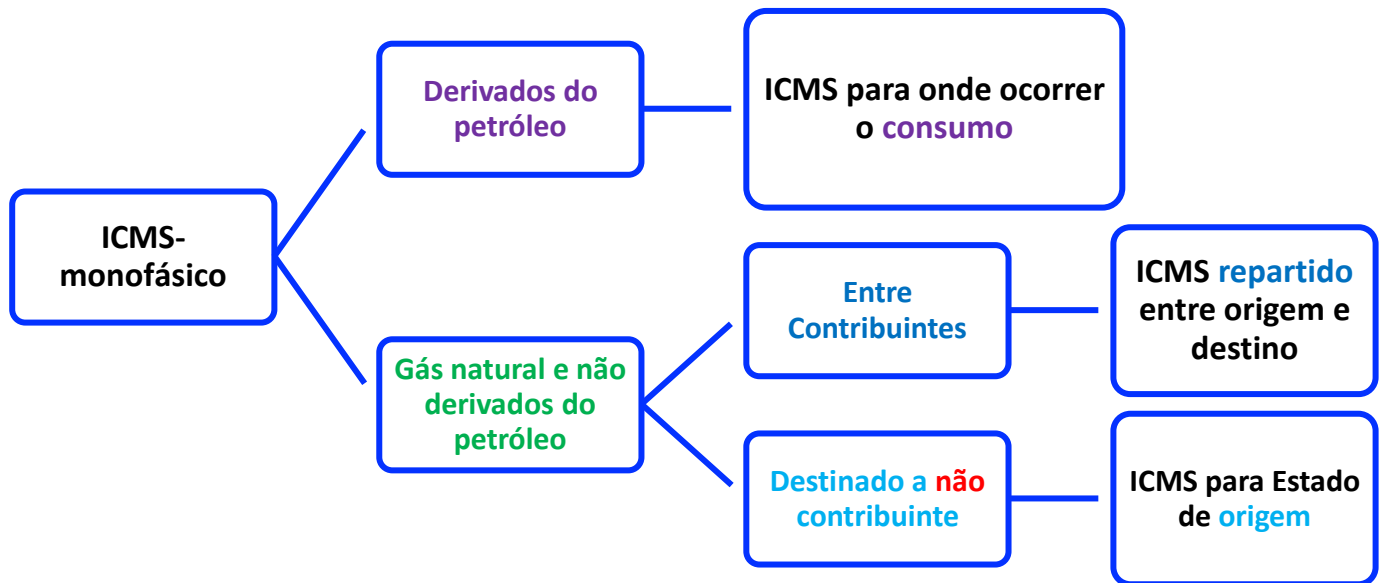 ICMS-
monofásico
Derivados do
petróleo
ICMS para onde ocorrer
o consumo
Gás natural e não
derivados do
petróleo
Entre
Contribuintes
ICMS repartido
entre origem e
destino
Destinado a não
contribuinte
ICMS para Estado
de origem